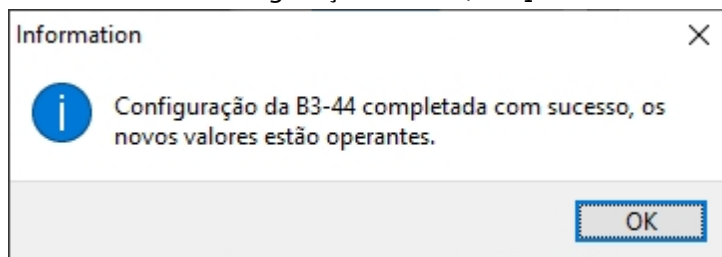 Information
Configuração da B3-44 completada com sucesso, os
novos valores estão operantes.
OK